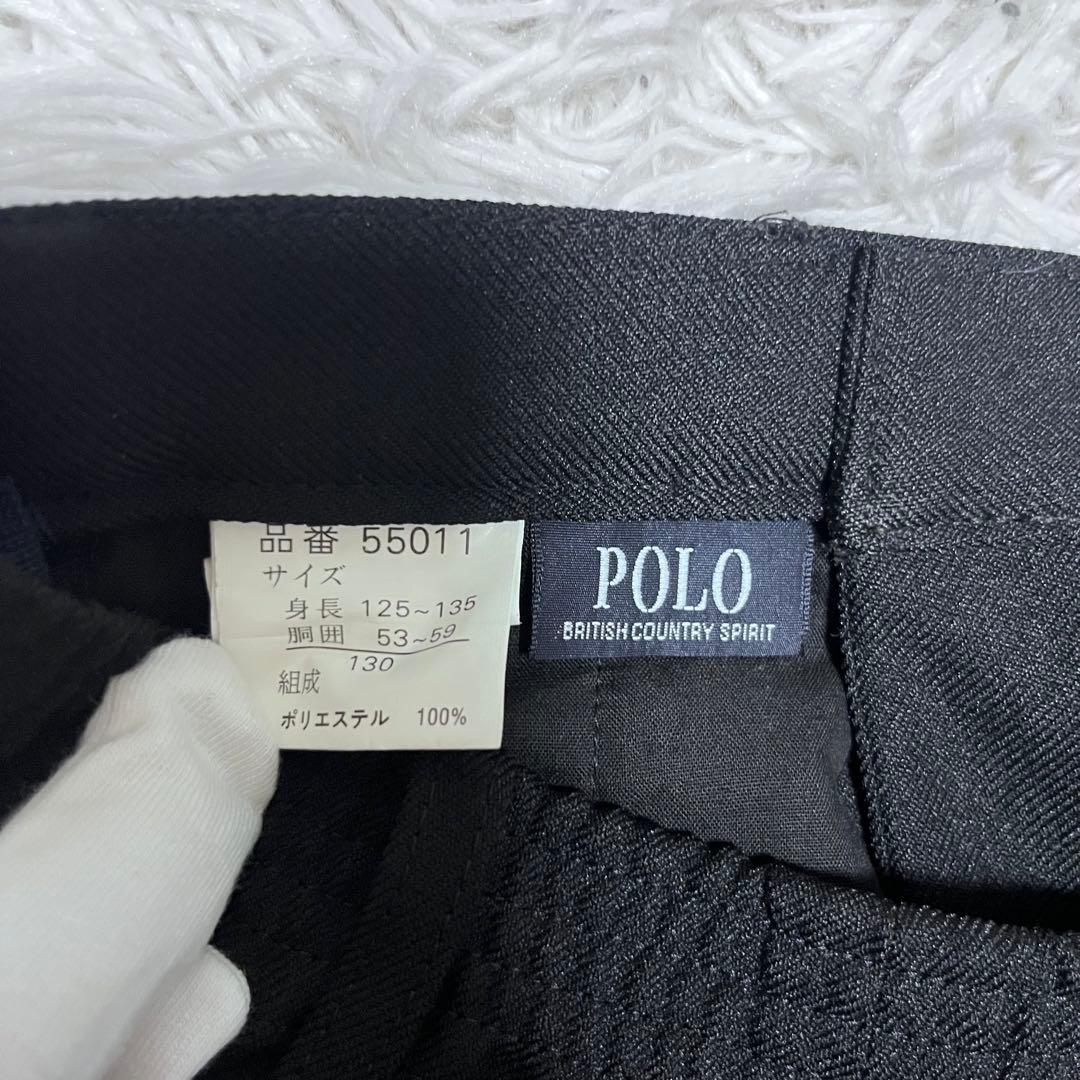 品番 55011
サイズ
身長 125~135
胴囲 53~59
130
組成
ポリエステル 100%
POLO
BRITISH COUNTRY SPIRIT